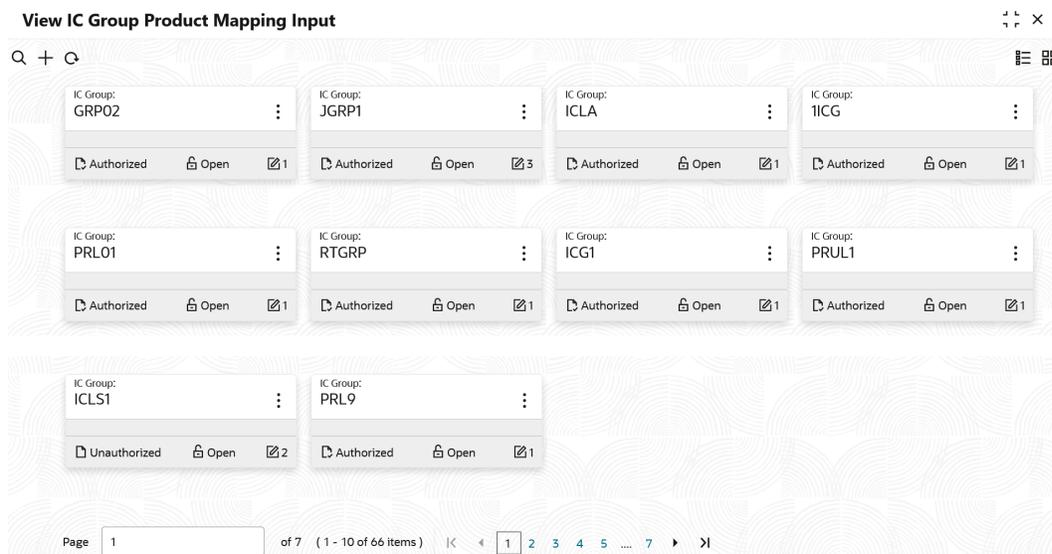 View IC Group Product Mapping Input
IC Group: IC Group: IC Group: IC Group:
GRP02 JGRP1 ICLA 1ICG
Authorized Open 1 Authorized Open 3 Authorized Open 1 Authorized Open 1
IC Group: IC Group: IC Group: IC Group:
PRL01 RTGRP ICG1 PRUL1
Authorized Open 1 Authorized Open 1 Authorized Open 1 Authorized Open 1
IC Group: IC Group:
ICLS1 PRL9
Unauthorized Open 2 Authorized Open 1
Page 1 of 7 ( 1 - 10 of 66 items ) 1 2 3 4 5 .... 7